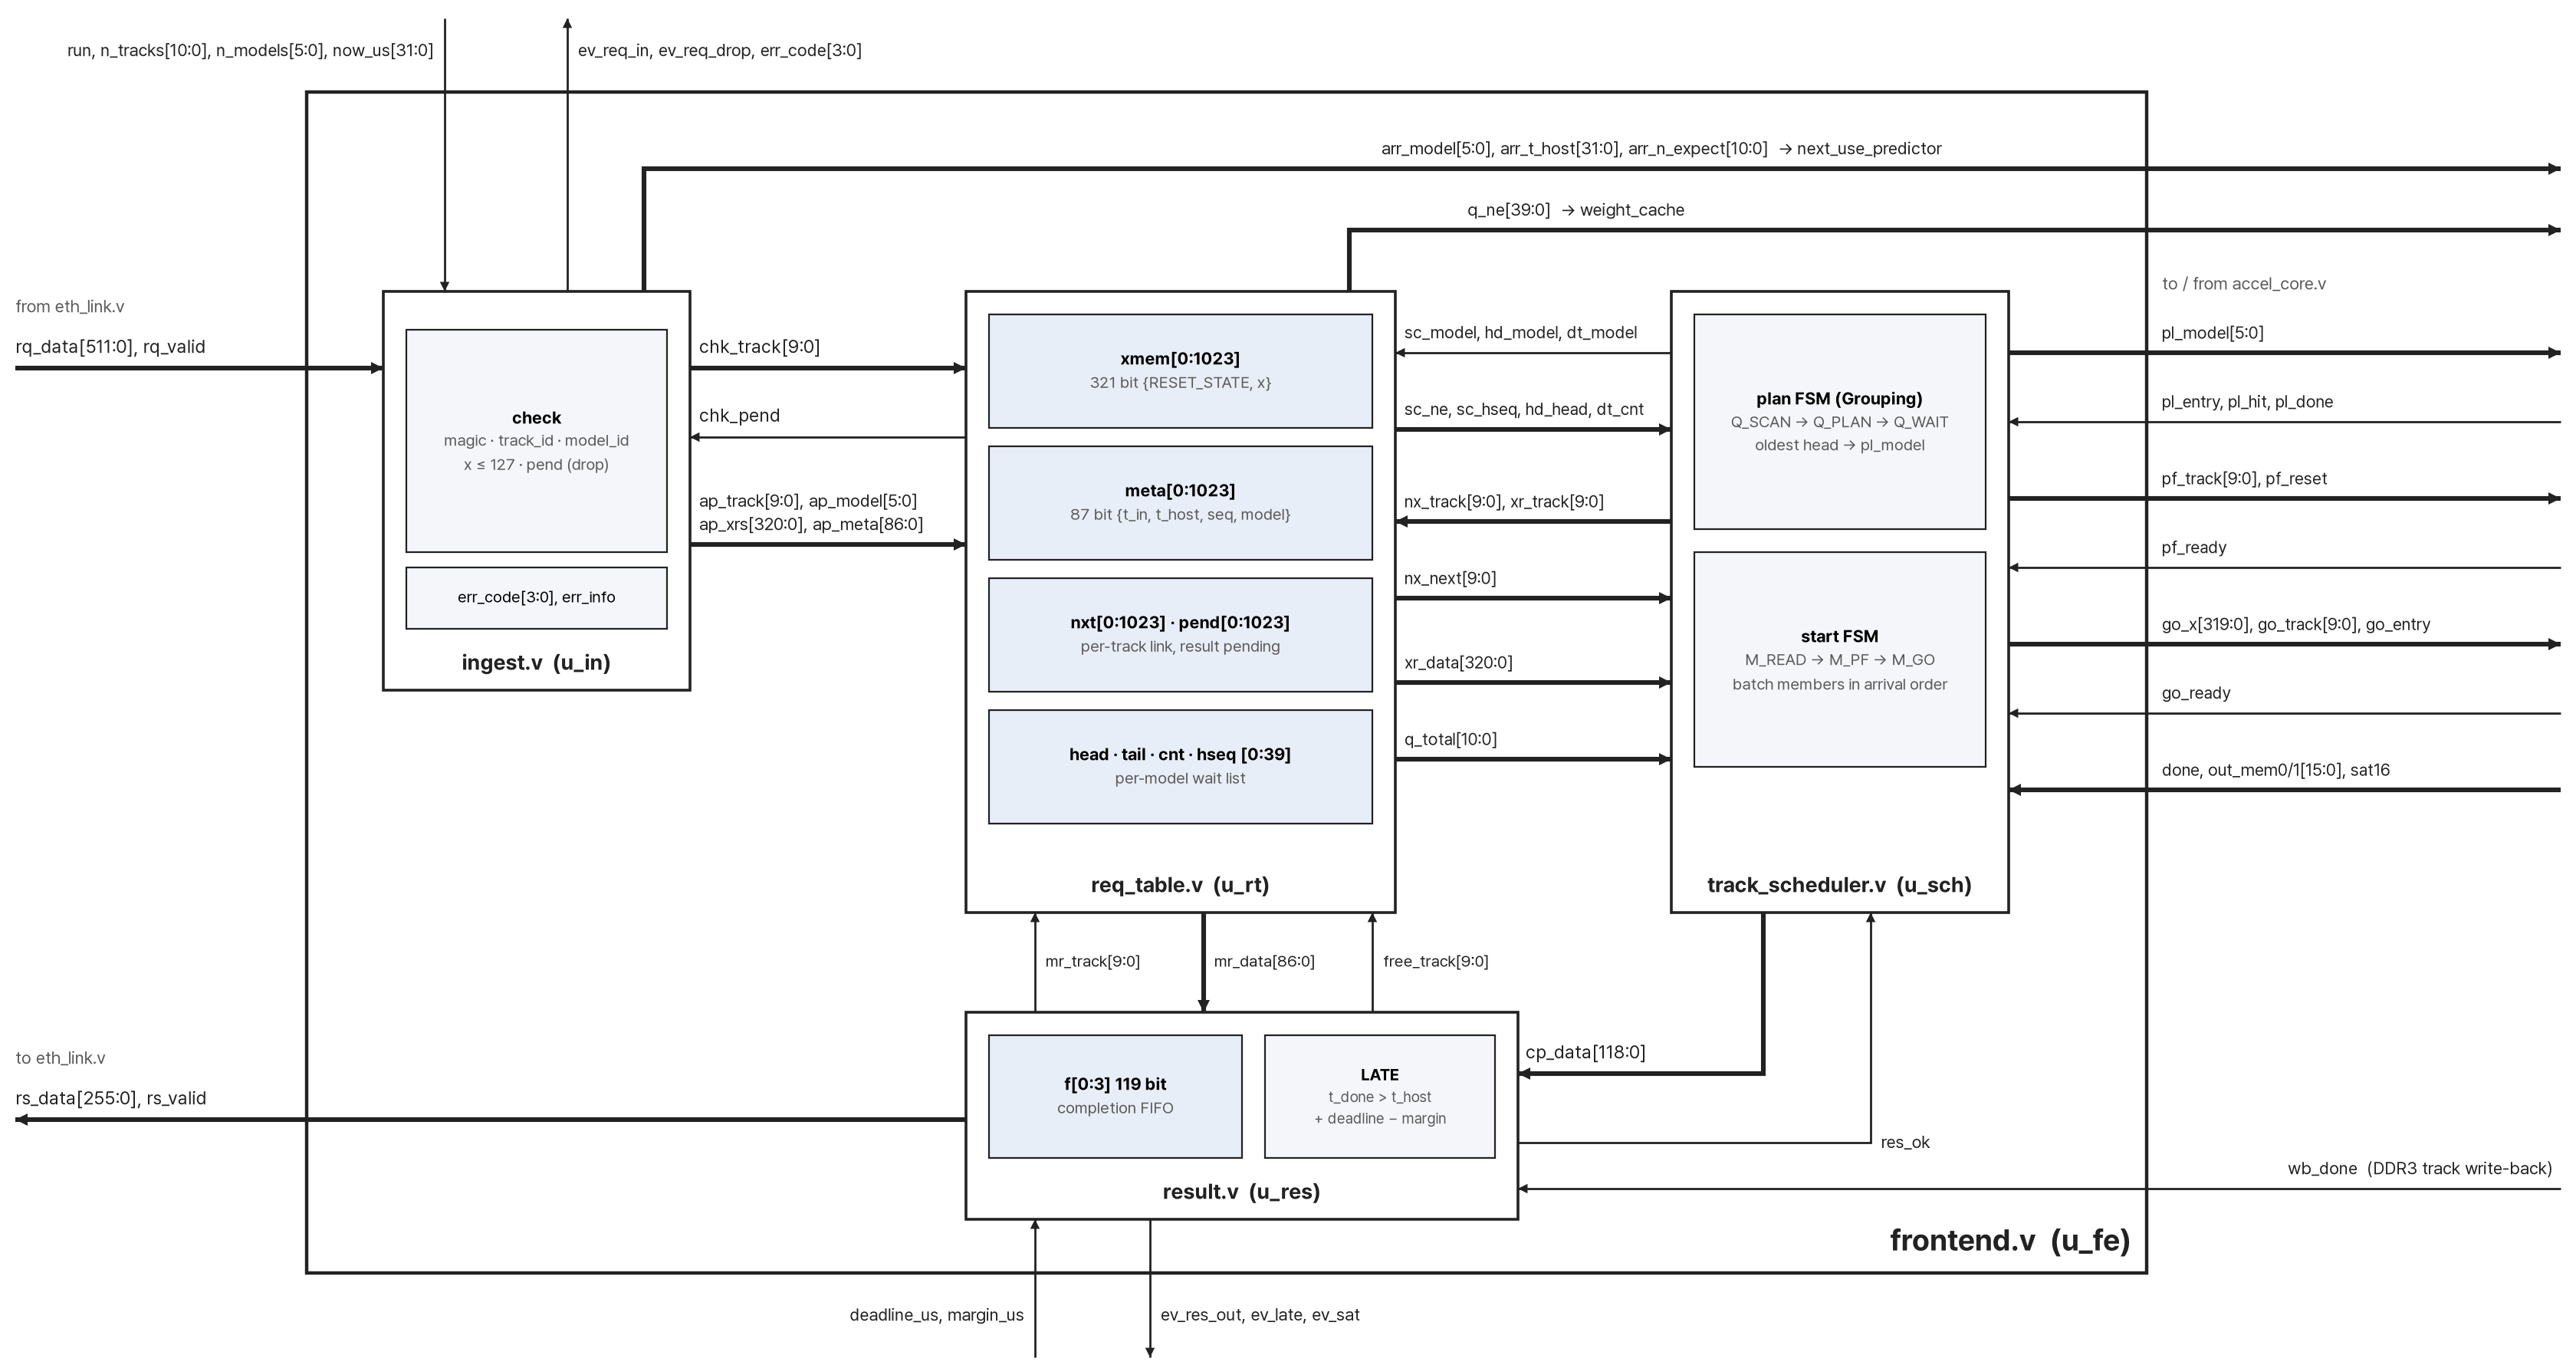 run, n_tracks[10:0], n_models[5:0], now_us[31:0]
ev_req_in, ev_req_drop, err_code[3:0]
arr_model[5:0], arr_t_host[31:0], arr_n_expect[10:0] → next_use_predictor
q_ne[39:0] → weight_cache
from eth_link.v
rq_data[511:0], rq_valid
check
magic · track_id · model_id
x ≤ 127 · pend (drop)
err_code[3:0], err_info
ingest.v (u_in)
chk_track[9:0]
chk_pend
ap_track[9:0], ap_model[5:0]
ap_xrs[320:0], ap_meta[86:0]
xmem[0:1023]
321 bit {RESET_STATE, x}
meta[0:1023]
87 bit {t_in, t_host, seq, model}
nxt[0:1023] · pend[0:1023]
per-track link, result pending
head · tail · cnt · hseq [0:39]
per-model wait list
req_table.v (u_rt)
sc_model, hd_model, dt_model
sc_ne, sc_hseq, hd_head, dt_cnt
nx_track[9:0], xr_track[9:0]
nx_next[9:0]
xr_data[320:0]
q_total[10:0]
plan FSM (Grouping)
Q_SCAN → Q_PLAN → Q_WAIT
oldest head → pl_model
start FSM
M_READ → M_PF → M_GO
batch members in arrival order
track_scheduler.v (u_sch)
to / from accel_core.v
pl_model[5:0]
pl_entry, pl_hit, pl_done
pf_track[9:0], pf_reset
pf_ready
go_x[319:0], go_track[9:0], go_entry
go_ready
done, out_mem0/1[15:0], sat16
mr_track[9:0]
mr_data[86:0]
free_track[9:0]
to eth_link.v
rs_data[255:0], rs_valid
f[0:3] 119 bit
completion FIFO
LATE
t_done > t_host
+ deadline − margin
result.v (u_res)
cp_data[118:0]
res_ok
wb_done (DDR3 track write-back)
frontend.v (u_fe)
deadline_us, margin_us
ev_res_out, ev_late, ev_sat